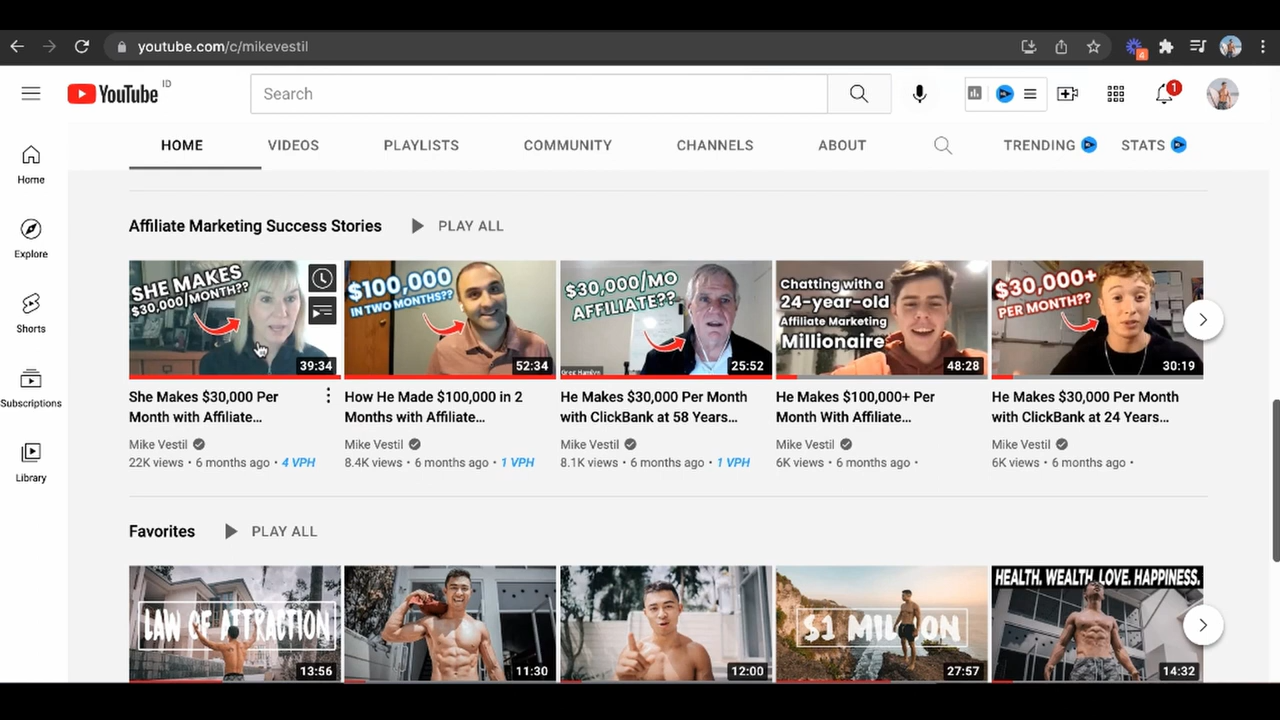 youtube.com/c/mikevestil
4
YouTube ID
Search
1
HOME
VIDEOS
PLAYLISTS
COMMUNITY
CHANNELS
ABOUT
TRENDING
STATS
Home
Explore
Shorts
Subscriptions
Library
Affiliate Marketing Success Stories
PLAY ALL
SHE MAKES
$30,000/MONTH??
39:34
She Makes $30,000 Per
Month with Affiliate...
Mike Vestil
22K views • 6 months ago • 4 VPH
$100,000
IN TWO MONTHS??
52:34
How He Made $100,000 in 2
Months with Affiliate...
Mike Vestil
8.4K views • 6 months ago • 1 VPH
$30,000/MO
AFFILIATE??
Greg Hamlyn
25:52
He Makes $30,000 Per Month
with ClickBank at 58 Years...
Mike Vestil
8.1K views • 6 months ago • 1 VPH
Chatting with a
24-year-old
Affiliate Marketing
Millionaire
48:28
He Makes $100,000+ Per
Month With Affiliate...
Mike Vestil
6K views • 6 months ago •
$30,000+
PER MONTH??
30:19
He Makes $30,000 Per Month
with ClickBank at 24 Years...
Mike Vestil
6K views • 6 months ago •
Favorites
PLAY ALL
LAW OF ATTRACTION
13:56
11:30
12:00
$1 MILLION
27:57
HEALTH. WEALTH. LOVE. HAPPINESS.
14:32